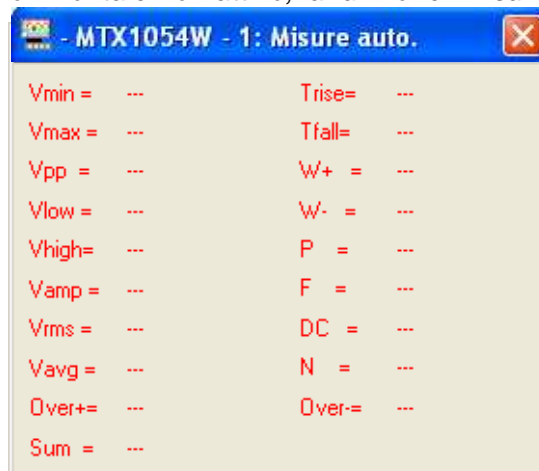 - MTX1054W - 1: Misure auto.
Vmin = --- Trise= ---
Vmax = --- Tfall= ---
Vpp = --- W+ = ---
Vlow = --- W- = ---
Vhigh= --- P = ---
Vamp = --- F = ---
Vrms = --- DC = ---
Vavg = --- N = ---
Over+= --- Over-= ---
Sum = ---